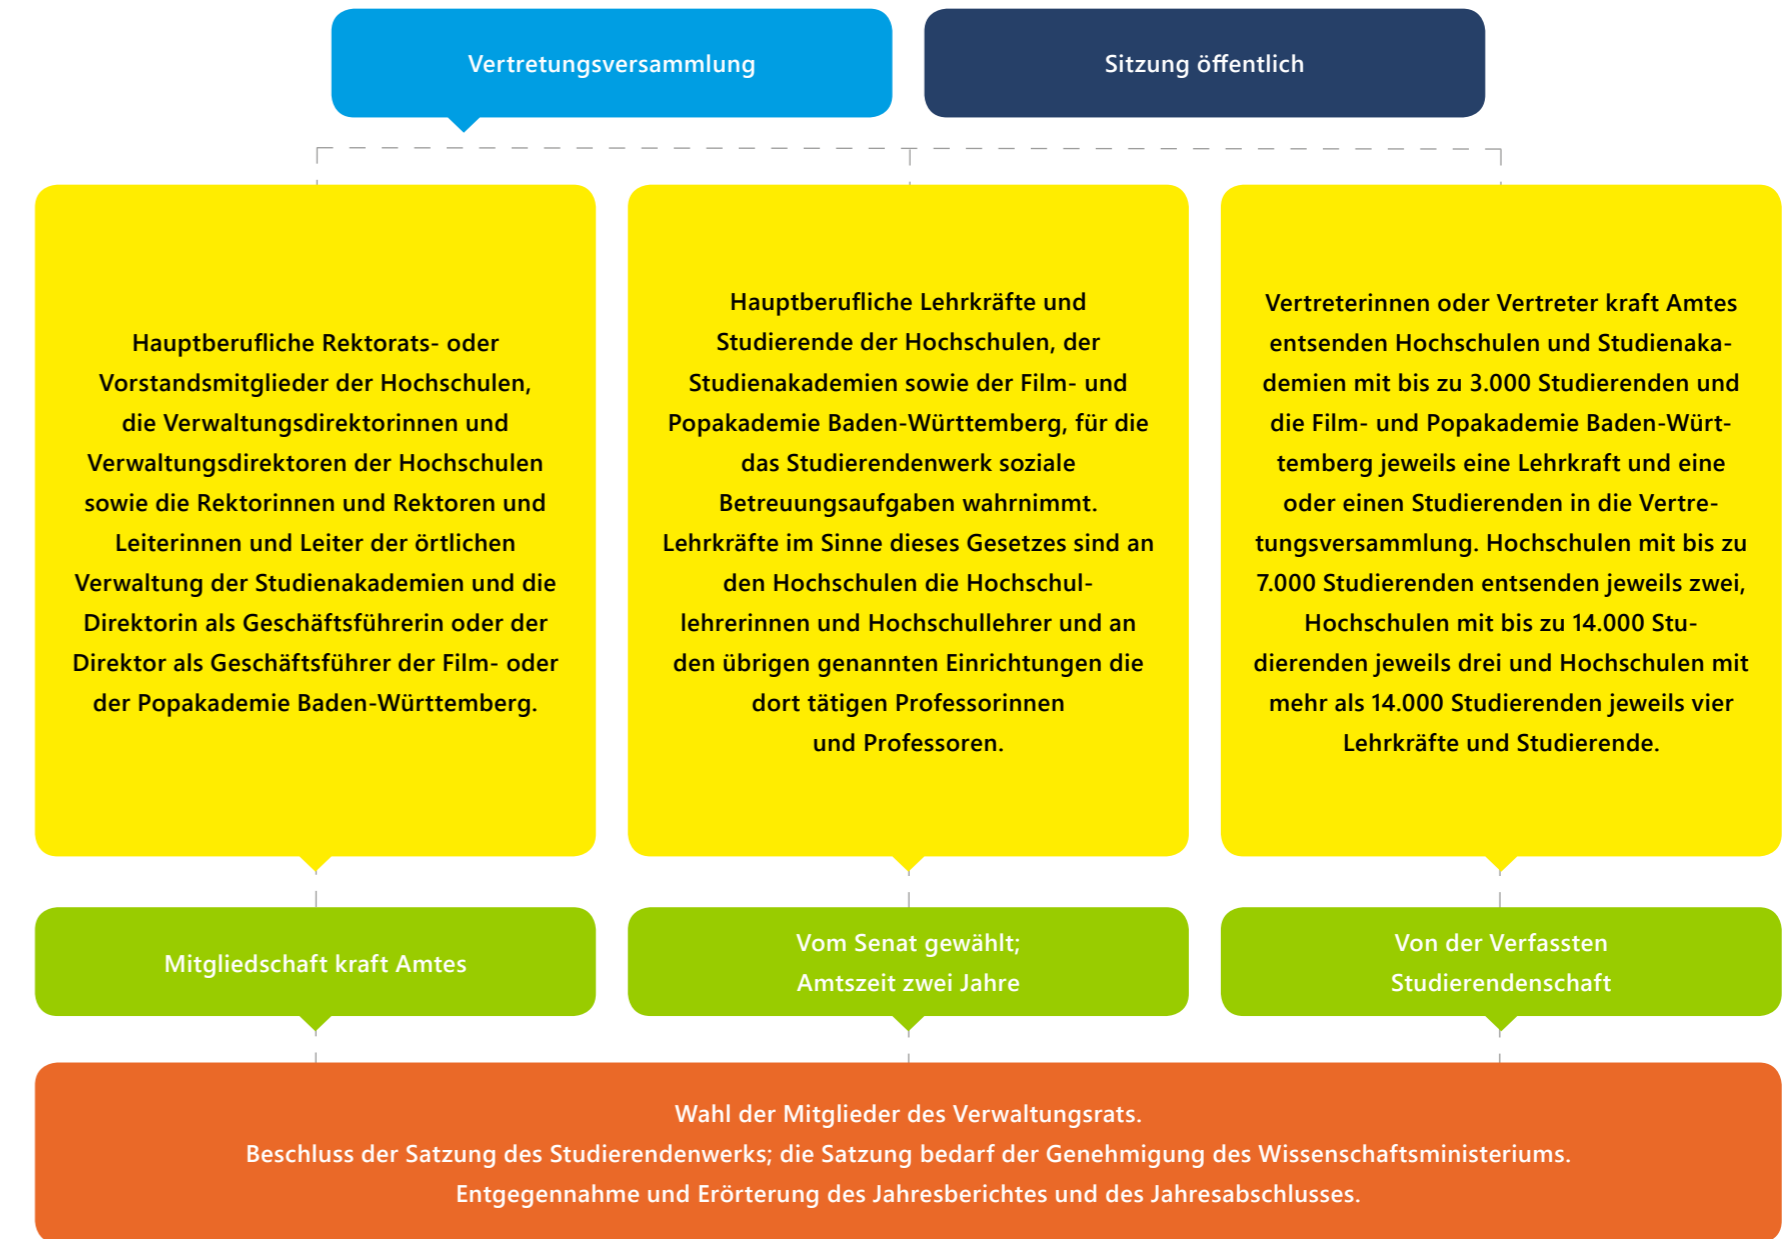 Vertretungsversammlung
Sitzung öffentlich
Hauptberufliche Rektorats- oder
Vorstandsmitglieder der Hochschulen,
die Verwaltungsdirektorinnen und
Verwaltungsdirektoren der Hochschulen
sowie die Rektorinnen und Rektoren und
Leiterinnen und Leiter der örtlichen
Verwaltung der Studienakademien und die
Direktorin als Geschäftsführerin oder der
Direktor als Geschäftsführer der Film- oder
der Popakademie Baden-Württemberg.
Hauptberufliche Lehrkräfte und
Studierende der Hochschulen, der
Studienakademien sowie der Film- und
Popakademie Baden-Württemberg, für die
das Studierendenwerk soziale
Betreuungsaufgaben wahrnimmt.
Lehrkräfte im Sinne dieses Gesetzes sind an
den Hochschulen die Hochschul-
lehrerinnen und Hochschullehrer und an
den übrigen genannten Einrichtungen die
dort tätigen Professorinnen
und Professoren.
Vertreterinnen oder Vertreter kraft Amtes
entsenden Hochschulen und Studienaka-
demien mit bis zu 3.000 Studierenden und
die Film- und Popakademie Baden-Würt-
temberg jeweils eine Lehrkraft und eine
oder einen Studierenden in die Vertre-
tungsversammlung. Hochschulen mit bis zu
7.000 Studierenden entsenden jeweils zwei,
Hochschulen mit bis zu 14.000 Stu-
dierenden jeweils drei und Hochschulen mit
mehr als 14.000 Studierenden jeweils vier
Lehrkräfte und Studierende.
Mitgliedschaft kraft Amtes
Vom Senat gewählt;
Amtszeit zwei Jahre
Von der Verfassten
Studierendenschaft
Wahl der Mitglieder des Verwaltungsrats.
Beschluss der Satzung des Studierendenwerks; die Satzung bedarf der Genehmigung des Wissenschaftsministeriums.
Entgegennahme und Erörterung des Jahresberichtes und des Jahresabschlusses.